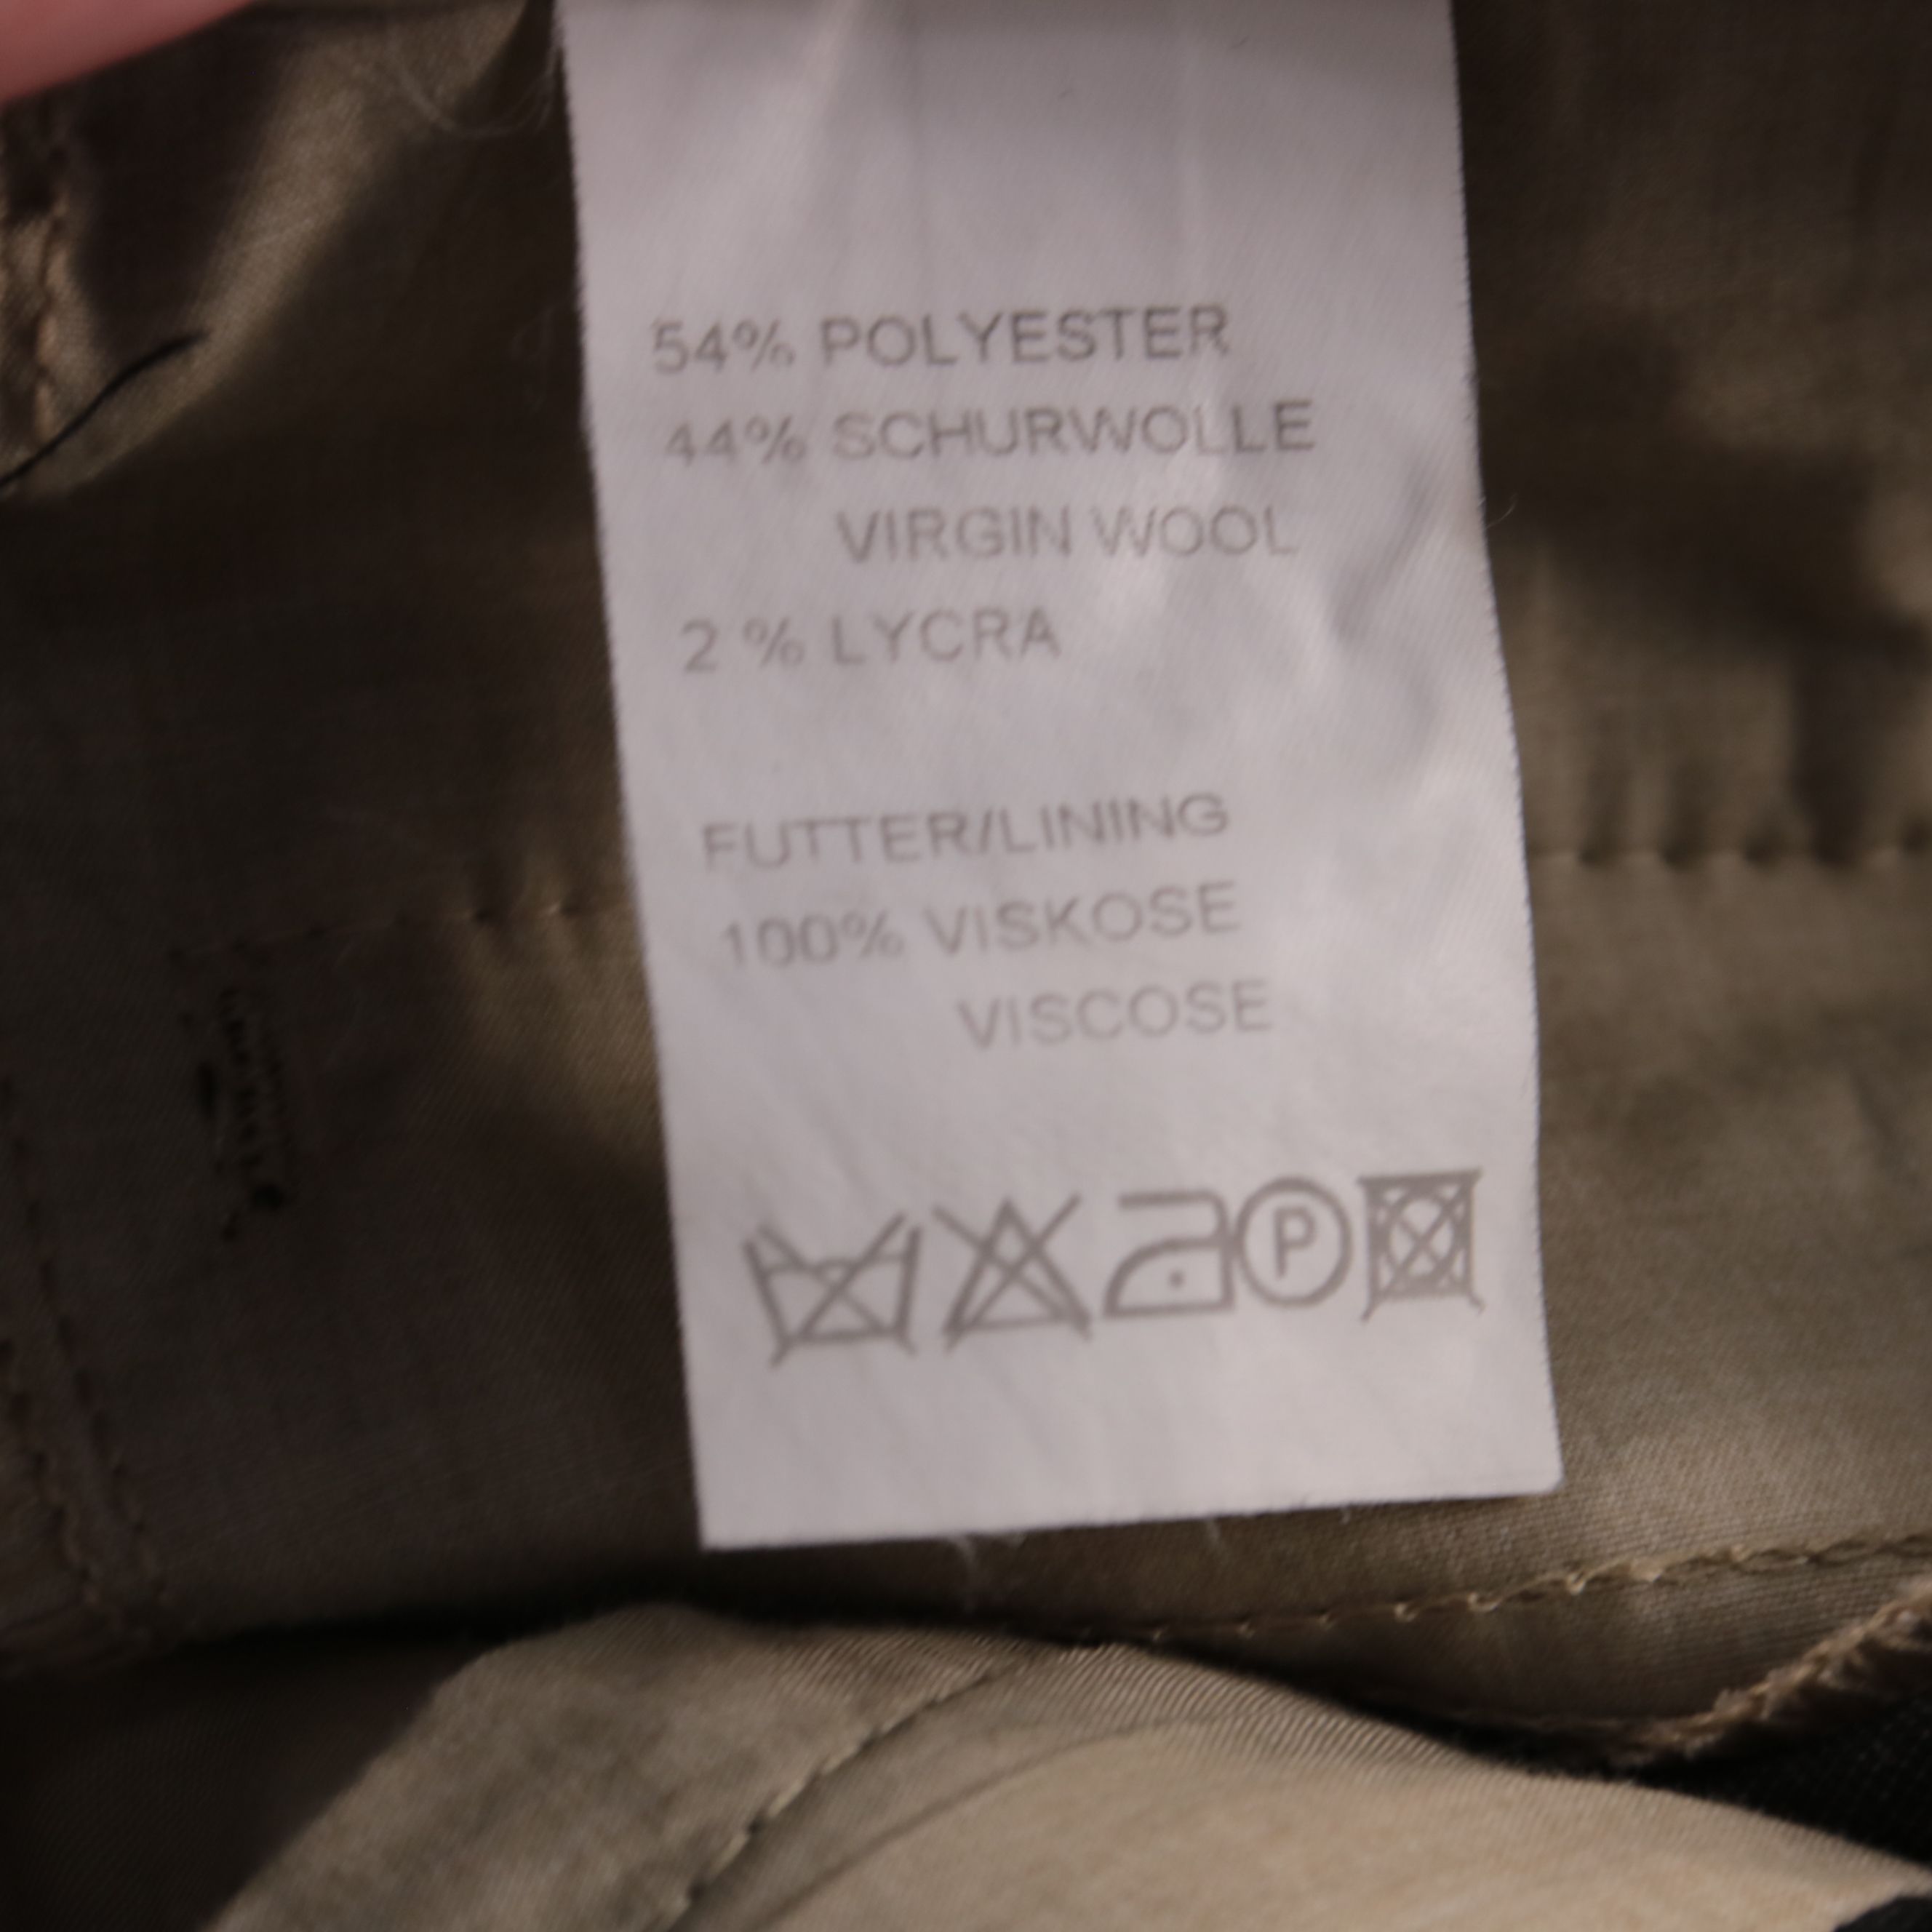 54% POLYESTER
44% SCHURWOLLE
VIRGIN WOOL
2 % LYCRA
FUTTER/LINING
100% VISKOSE
VISCOSE
P